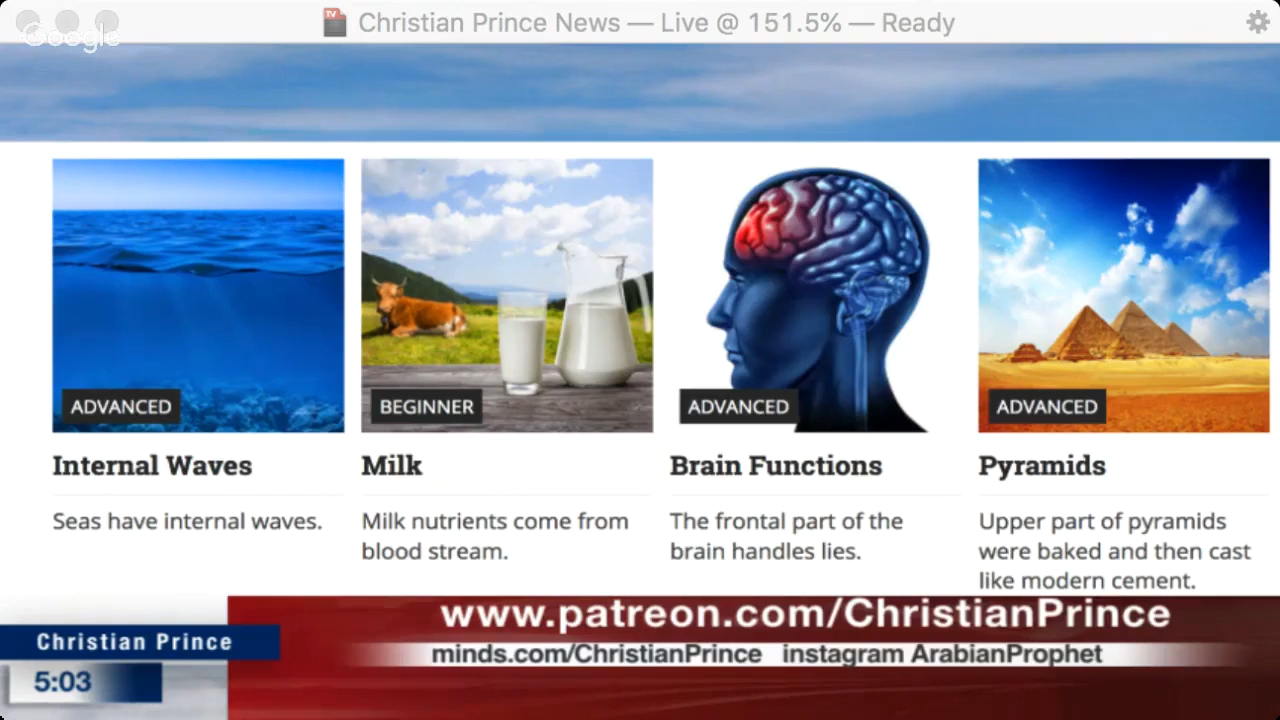 Christian Prince News — Live @ 151.5% — Ready
Google
TV
ADVANCED
BEGINNER
ADVANCED
ADVANCED
Internal Waves
Seas have internal waves.
Milk
Milk nutrients come from
blood stream.
Brain Functions
The frontal part of the
brain handles lies.
Pyramids
Upper part of pyramids
were baked and then cast
like modern cement.
www.patreon.com/ChristianPrince
Christian Prince
minds.com/ChristianPrince instagram ArabianProphet
5:03